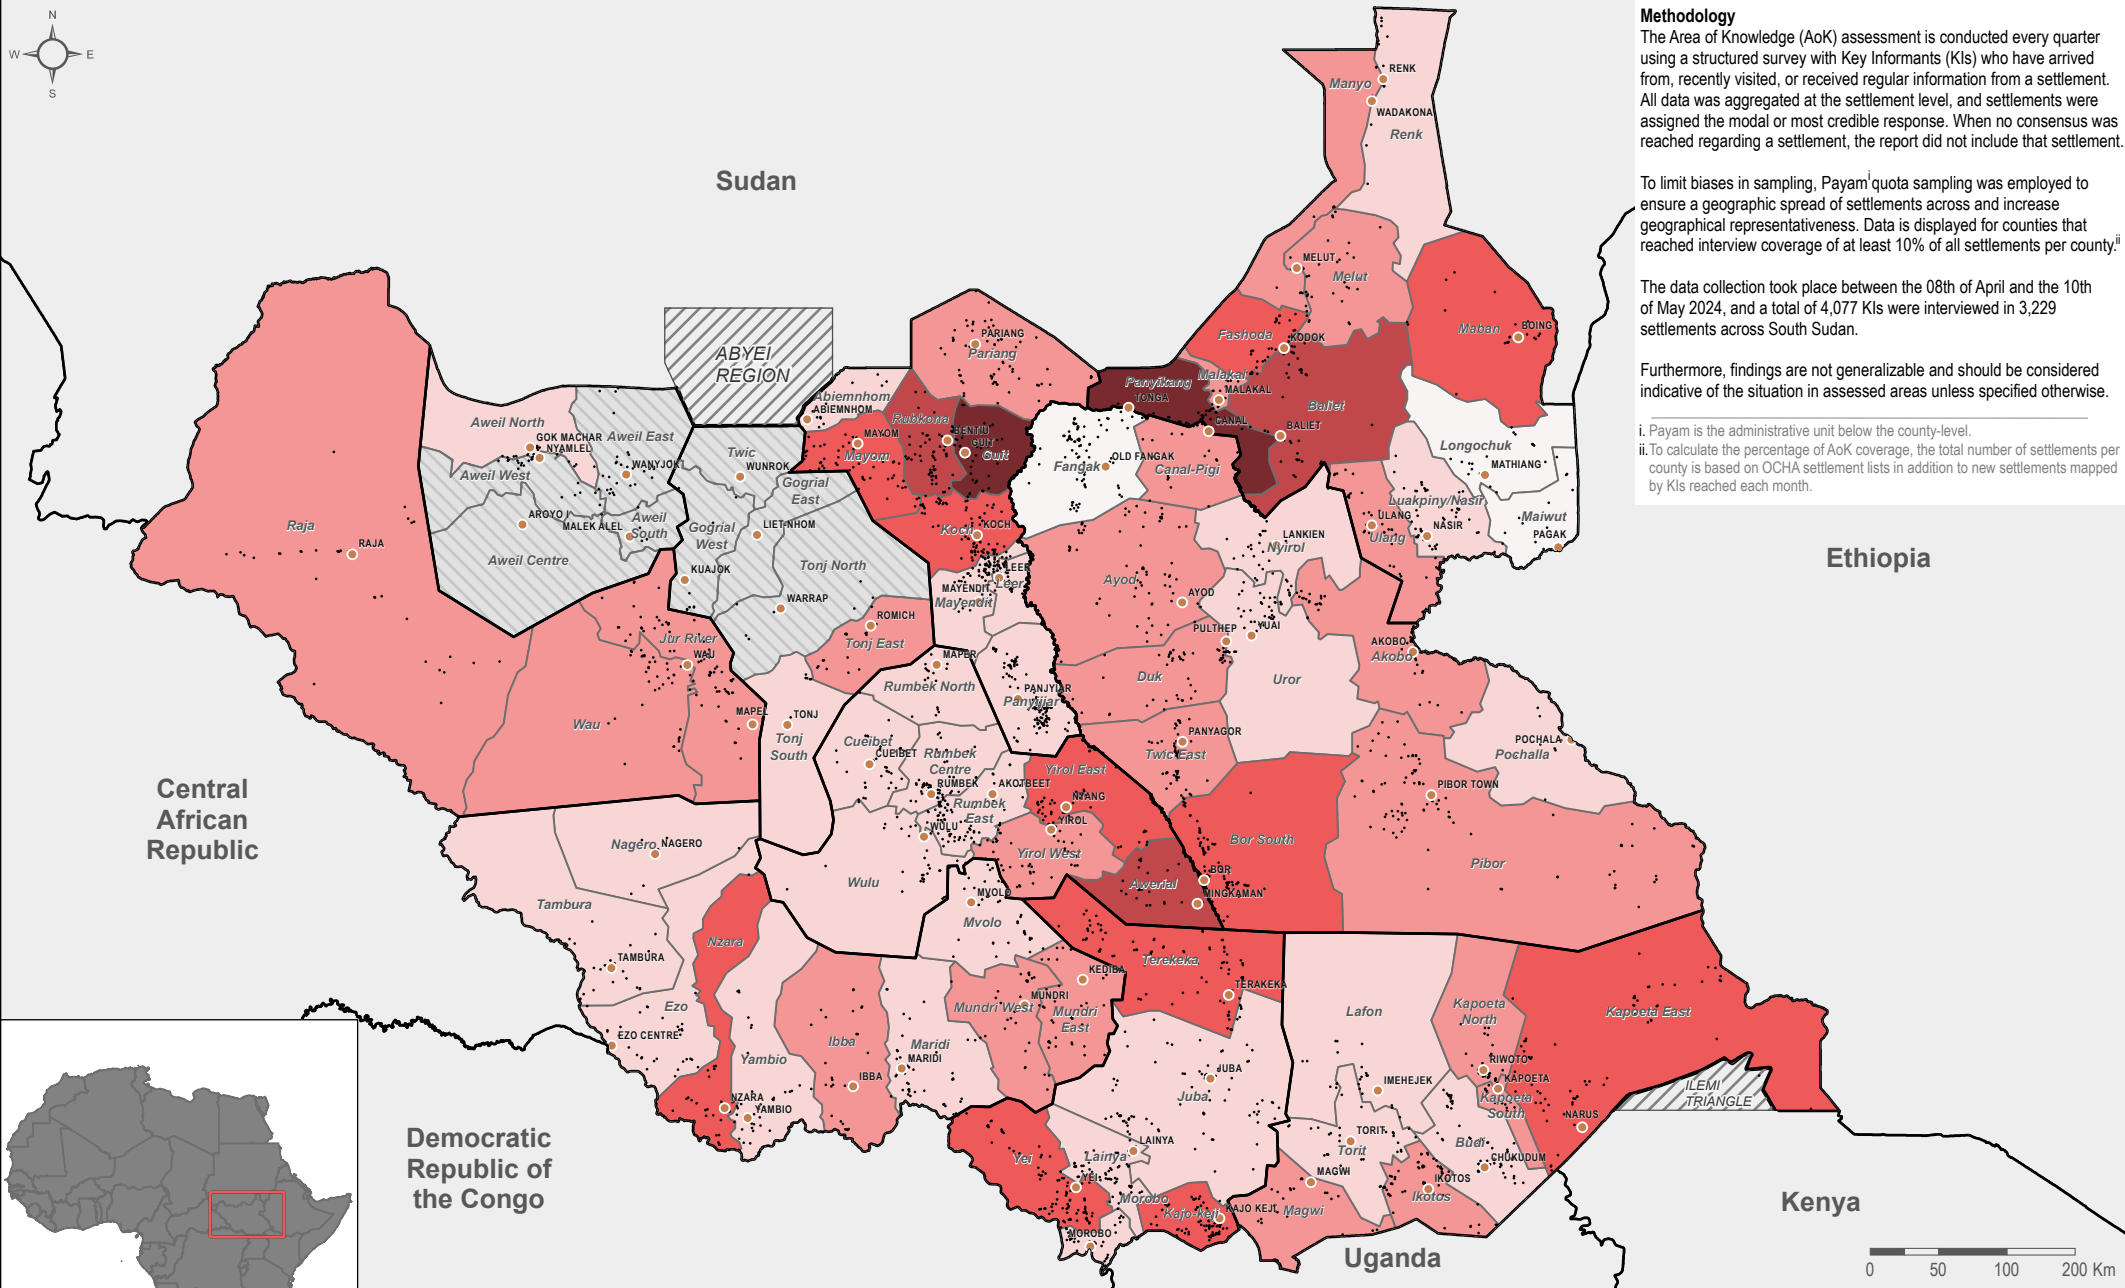 N
W
E
S
Methodology
The Area of Knowledge (AoK) assessment is conducted every quarter
using a structured survey with Key Informants (KIs) who have arrived
from, recently visited, or received regular information from a settlement.
All data was aggregated at the settlement level, and settlements were
assigned the modal or most credible response. When no consensus was
reached regarding a settlement, the report did not include that settlement.
To limit biases in sampling, Payam^i quota sampling was employed to
ensure a geographic spread of settlements across and increase
geographical representativeness. Data is displayed for counties that
reached interview coverage of at least 10% of all settlements per county.^ii
The data collection took place between the 08th of April and the 10th
of May 2024, and a total of 4,077 KIs were interviewed in 3,229
settlements across South Sudan.
Furthermore, findings are not generalizable and should be considered
indicative of the situation in assessed areas unless specified otherwise.
i. Payam is the administrative unit below the county-level.
ii. To calculate the percentage of AoK coverage, the total number of settlements per
county is based on OCHA settlement lists in addition to new settlements mapped
by KIs reached each month.
Sudan
RENK
Manyo
WADAKONA
Renk
MELUT
Melut
Maban
BOING
Fashoda
KODOK
PARIANG
Pariang
ABYEI
REGION
Panyikang
TONGA
Malakal
MALAKAL
CANAL
Baliet
BALIET
Abiemnhom
ABIEMNHOM
Rubkona
BENTIU
GUIT
Guit
MAYOM
Mayom
Aweil North
GOK MACHAR
NYAMLEL
Aweil East
Aweil West
WANYJOK
Twic
WUNROK
Gogrial
East
Fangak
OLD FANGAK
Canal-Pigi
Longochuk
MATHIANG
Luakpiny/Nasir
NASIR
Maiwut
PAGAK
Ethiopia
ULANG
Ulang
Raja
RAJA
AROYO I
MALEK ALEL
Aweil
South
Aweil Centre
Gogrial
West
LIET-NHOM
Tonj North
KUAJOK
WARRAP
Koch
KOCH
LEER
Leer
MAYENDIT
Mayendit
LANKIEN
Nyirol
Ayod
AYOD
PULTHEP
YUAI
AKOBO
Akobo
Jur River
WAU
ROMICH
Tonj East
MAPER
Rumbek North
PANJYIAR
Panyijiar
Duk
Uror
Wau
MAPEL
TONJ
Tonj
South
Cueibet
CUEIBET
Rumbek
Centre
RUMBEK
AKOTBEET
Rumbek
East
WULU
Yirol East
NYANG
YIROL
Yirol West
PANYAGOR
Twic East
POCHALA
Pochalla
PIBOR TOWN
Pibor
Central
African
Republic
Nagero
NAGERO
Wulu
Awerial
BOR
MINGKAMAN
Bor South
Tambura
TAMBURA
Nzara
MVOLO
Mvolo
Terekeka
TERAKEKA
KEDIBA
Mundri West
MUNDRI
Mundri
East
Ezo
EZO CENTRE
Yambio
Ibba
IBBA
Maridi
MARIDI
NZARA
YAMBIO
Lafon
Kapoeta
North
Kapoeta East
RIWOTO
KAPOETA
Kapoeta
South
NARUS
ILEMI
TRIANGLE
JUBA
Juba
IMEHEJEK
TORIT
Torit
Budi
CHUKUDUM
MAGWI
Magwi
IKOTOS
Ikotos
LAINYA
Lainya
Yei
YEI
Morobo
MOROBO
Kajo-keji
KAJO KEJI
Democratic
Republic of
the Congo
Uganda
Kenya
0 50 100 200 Km